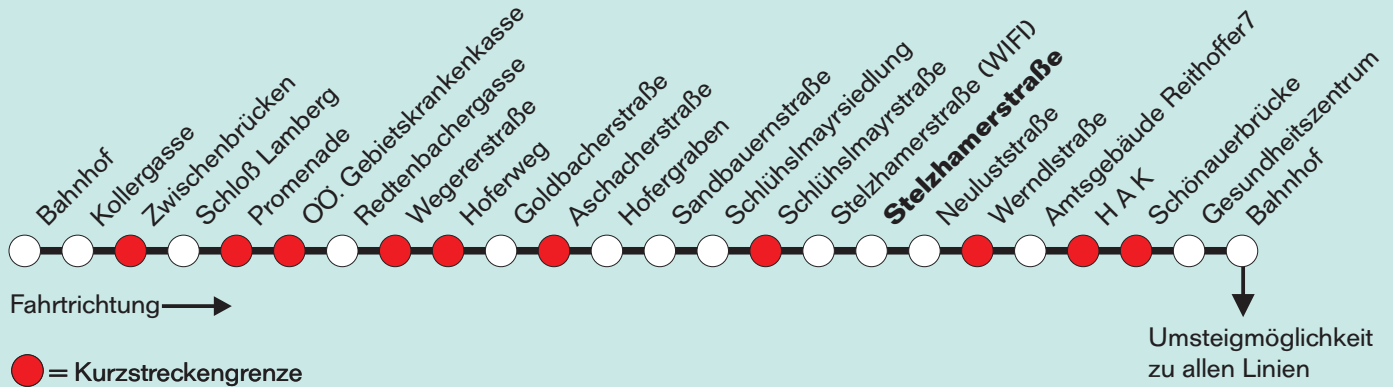 Bahnhof
Kollergasse
Zwischenbrücken
Schloß Lamberg
Promenade
OÖ. Gebietskrankenkasse
Redtenbachergasse
Wegererstraße
Hoferweg
Goldbacherstraße
Aschacherstraße
Hofergraben
Sandbauernstraße
Schlühslmayrsiedlung
Schlühslmayrstraße
Stelzhamerstraße (WIFI)
Stelzhamerstraße
Neuluststraße
Werndlstraße
Amtsgebäude Reithoffer7
H A K
Schönauerbrücke
Gesundheitszentrum
Bahnhof
Fahrtrichtung
Umsteigmöglichkeit
zu allen Linien
= Kurzstreckengrenze